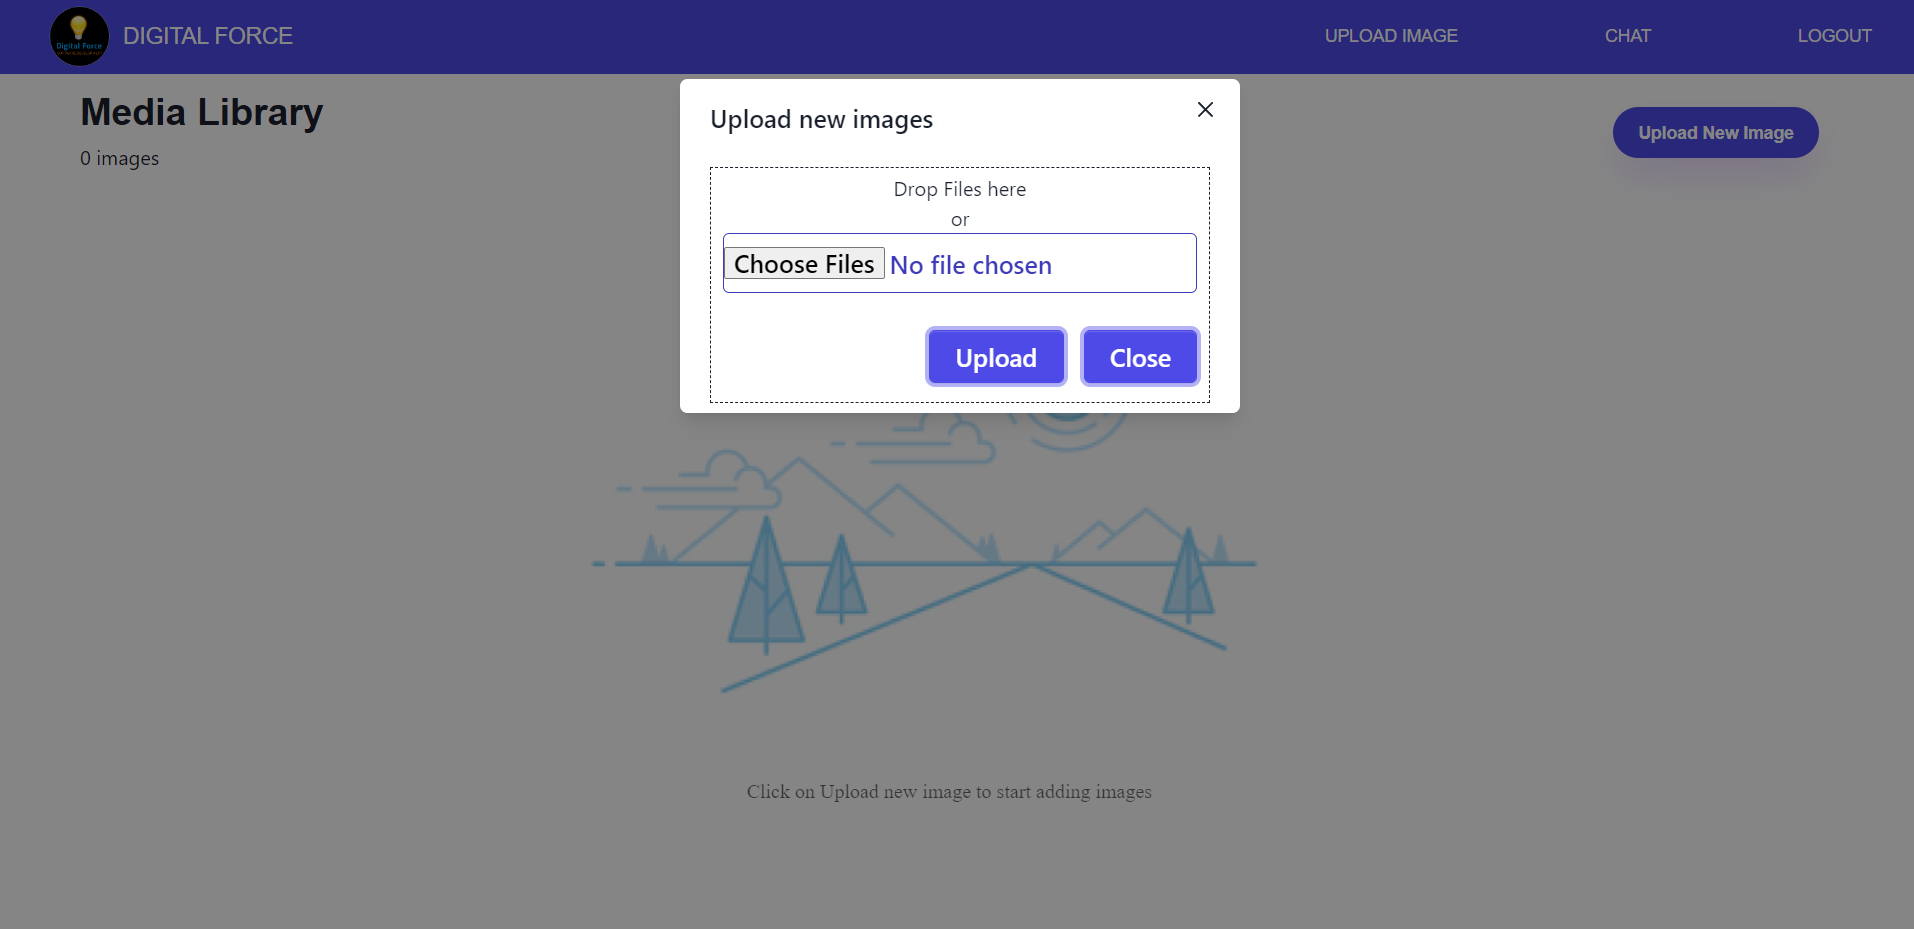 Digital Force
DIGITAL FORCE
UPLOAD IMAGE
CHAT
LOGOUT
Media Library
0 images
Upload New Image
Upload new images
Drop Files here
or
Choose Files No file chosen
Upload
Close
Click on Upload new image to start adding images